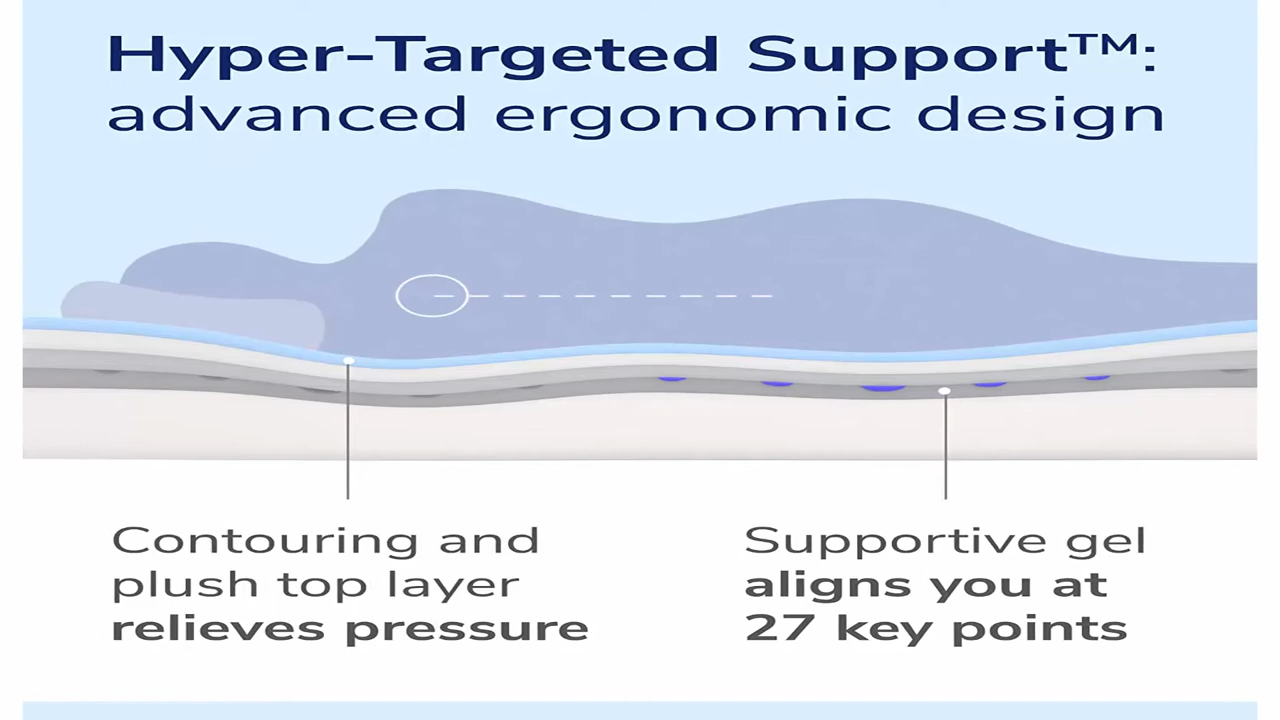 Hyper-Targeted Support™:
advanced ergonomic design
Contouring and
plush top layer
relieves pressure
Supportive gel
aligns you at
27 key points